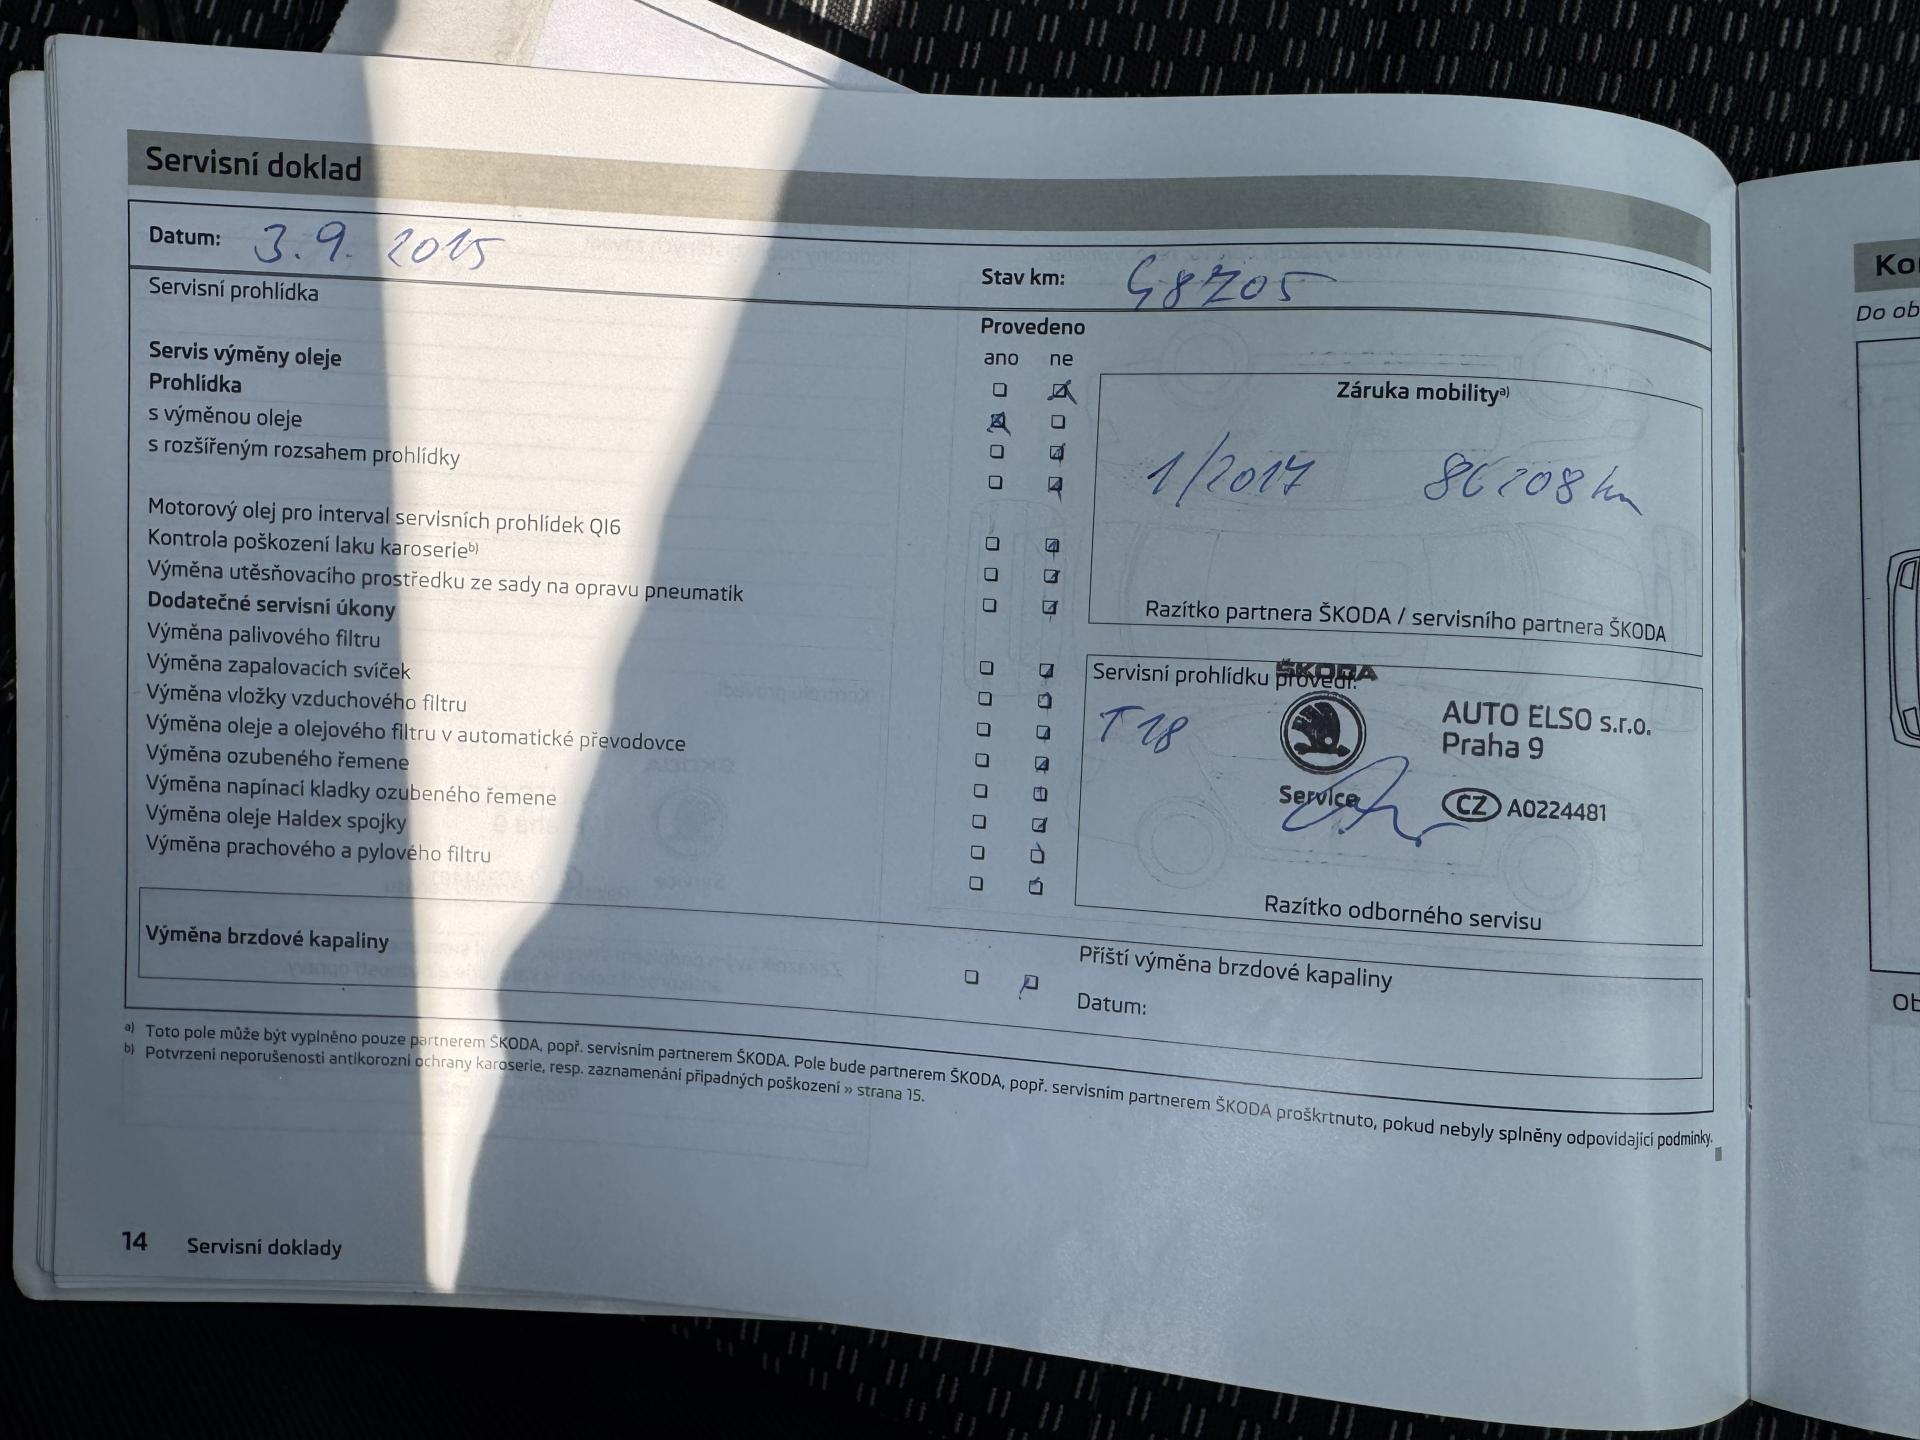 Servisní doklad
Datum: 3.9. 2015
Stav km:
Servisní prohlídka
Provedeno
ano ne
Servis výměny oleje
Prohlídka
s výměnou oleje
s rozšířeným rozsahem prohlídky
Motorový olej pro interval servisních prohlídek QI6
Kontrola poškození laku karoserie b)
Výměna utěsňovacího prostředku ze sady na opravu pneumatik
Dodatečné servisní úkony
Výměna palivového filtru
Výměna zapalovacích svíček
Výměna vložky vzduchového filtru
Výměna oleje a olejového filtru v automatické převodovce
Výměna ozubeného řemene
Výměna napínací kladky ozubeného řemene
Výměna oleje Haldex spojky
Výměna prachového a pylového filtru
Záruka mobility a)
1/2017 86208 km
Razítko partnera ŠKODA / servisního partnera ŠKODA
Servisní prohlídku provedl:
ŠKODA
T18
AUTO ELSO s.r.o.
Praha 9
Service
CZ A0224481
Razítko odborného servisu
Výměna brzdové kapaliny
Příští výměna brzdové kapaliny
Datum:
a) Toto pole může být vyplněno pouze partnerem ŠKODA, popř. servisním partnerem ŠKODA. Pole bude partnerem ŠKODA, popř. servisním partnerem ŠKODA proškrtnuto, pokud nebyly splněny odpovídající podmínky.
b) Potvrzení neporušenosti antikorozní ochrany karoserie, resp. zaznamenání případných poškození » strana 15.
14 Servisní doklady
Do ob